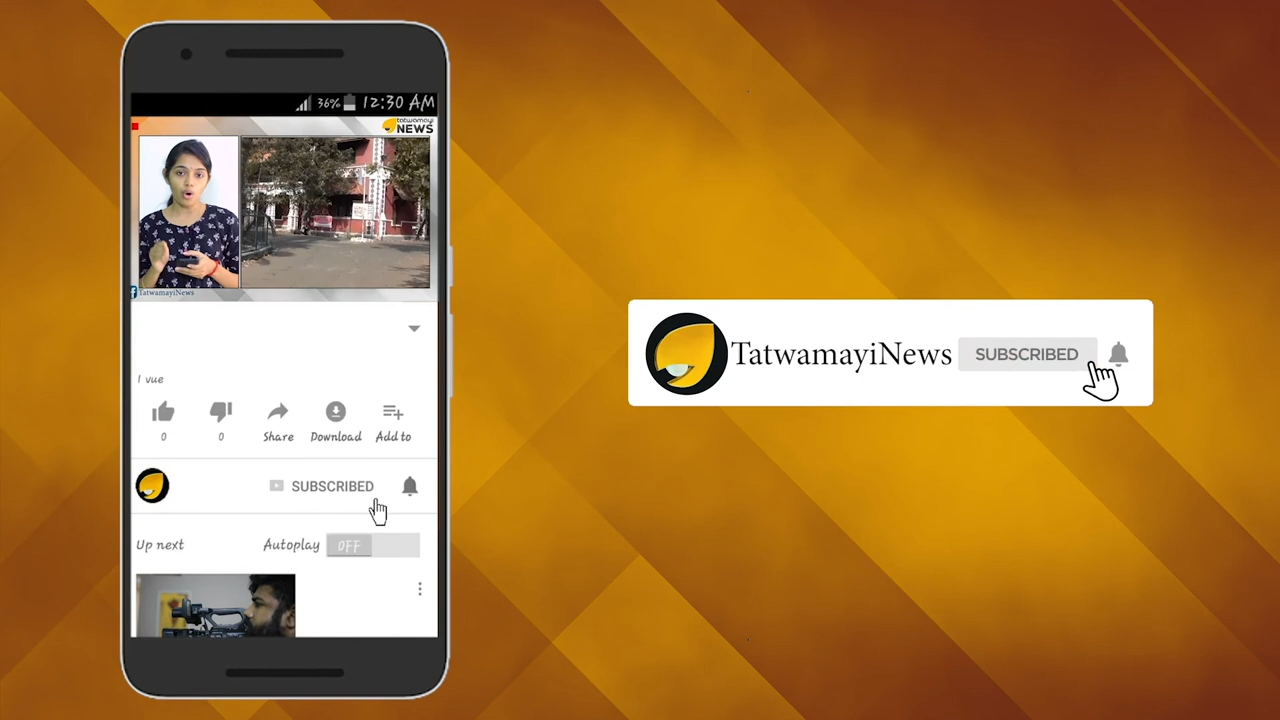 36% 12:30 AM
tatwamayi
NEWS
f TatwamayiNews
1 vue
0 0 Share Download Add to
SUBSCRIBED
Up next Autoplay OFF
TatwamayiNews SUBSCRIBED